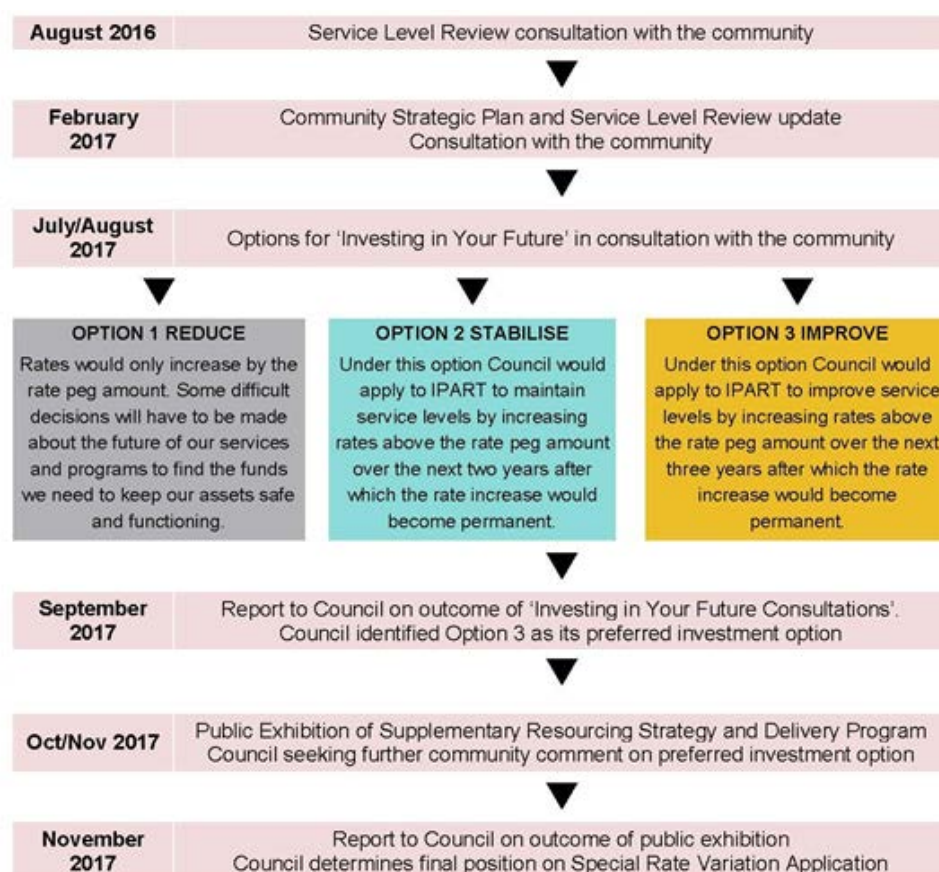 August 2016
Service Level Review consultation with the community
February
2017
Community Strategic Plan and Service Level Review update
Consultation with the community
July/August
2017
Options for 'Investing in Your Future' in consultation with the community
OPTION 1 REDUCE
Rates would only increase by the
rate peg amount. Some difficult
decisions will have to be made
about the future of our services
and programs to find the funds
we need to keep our assets safe
and functioning.
OPTION 2 STABILISE
Under this option Council would
apply to IPART to maintain
service levels by increasing
rates above the rate peg amount
over the next two years after
which the rate increase would
become permanent.
OPTION 3 IMPROVE
Under this option Council would
apply to IPART to improve service
levels by increasing rates above
the rate peg amount over the next
three years after which the rate
increase would become
permanent.
September
2017
Report to Council on outcome of 'Investing in Your Future Consultations'.
Council identified Option 3 as its preferred investment option
Oct/Nov 2017
Public Exhibition of Supplementary Resourcing Strategy and Delivery Program
Council seeking further community comment on preferred investment option
November
2017
Report to Council on outcome of public exhibition
Council determines final position on Special Rate Variation Application